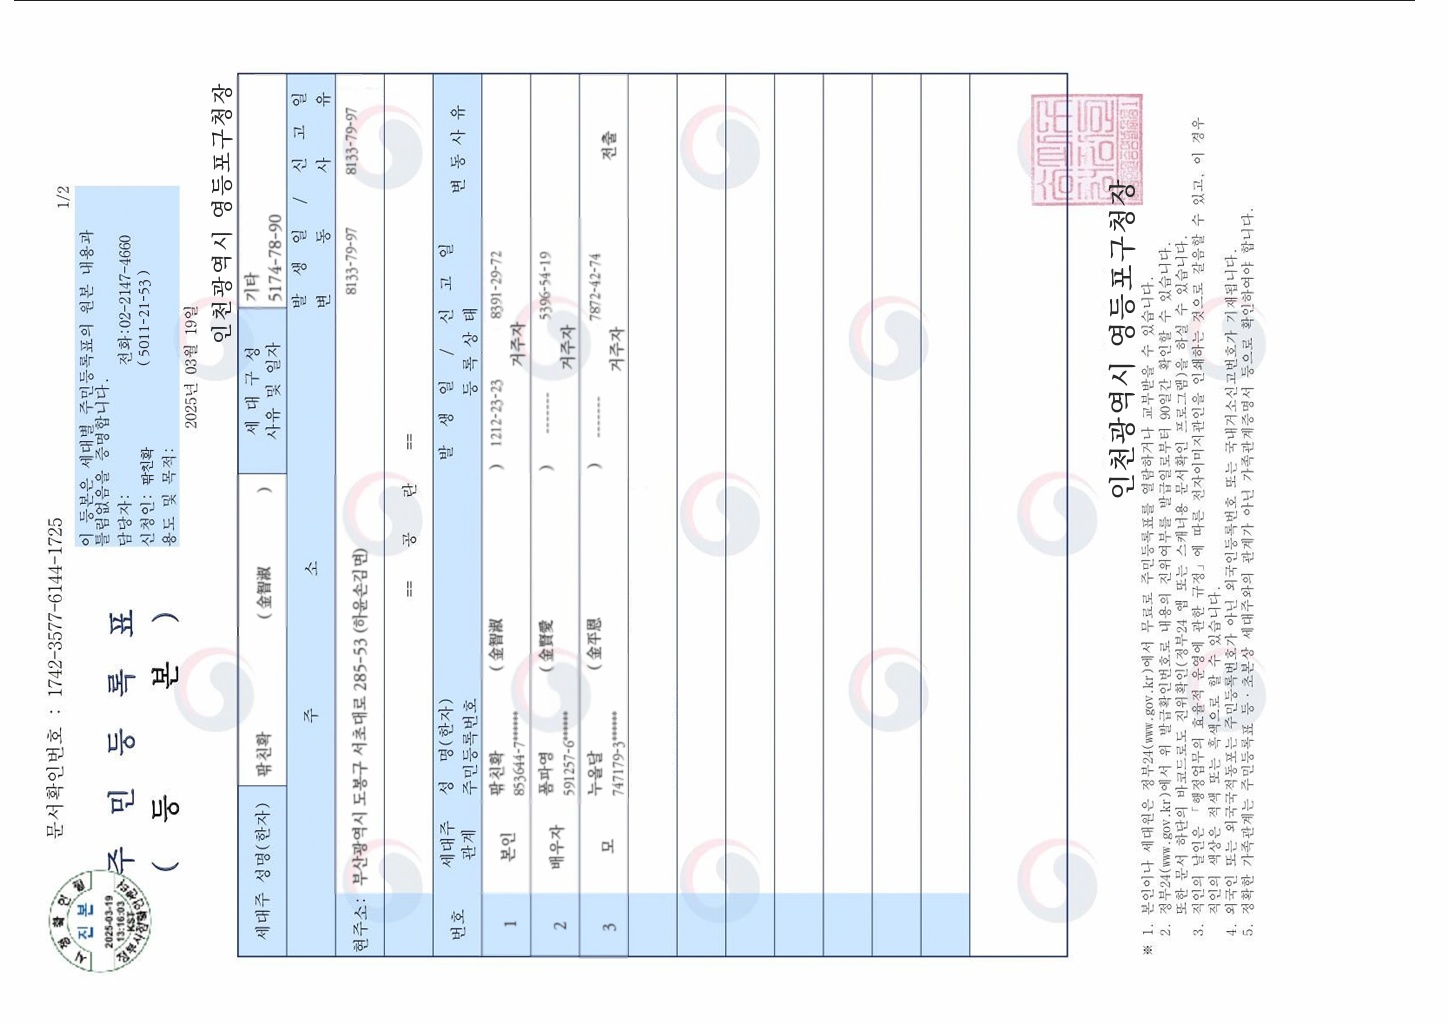 문서확인번호 : 1742-3577-6144-1725
1/2
주 민 등 록 표
( 등 본 )
이 등본은 세대별 주민등록표의 원본 내용과
틀림없음을 증명합니다.
담당자: 전화:02-2147-4660
신청인: 팎친확 (5011-21-53)
용도 및 목적:
2025년 03월 19일
인천광역시 영등포구청장
진본
2025-03-19
13:16:03
KST
세대주 성명(한자) 팎친확 ( 金智淑 )
세 대 구 성
사유 및 일자
기타
5174-78-90
주 소
발 생 일 / 신 고 일
변 동 사 유
현주소: 부산광역시 도봉구 서초대로 285-53 (하윤손김면) 8133-79-97 8133-79-97
== 공 란 ==
번호
세대주
관계
성 명(한자)
주민등록번호
발 생 일 / 신 고 일
등 록 상 태
변 동 사 유
1 본인 팎친확 ( 金智淑 ) 1212-23-23 8391-29-72
853644-7******* 거주자
2 배우자 품파영 ( 金賢愛 ) ------- 5396-54-19
591257-6******* 거주자
3 모 누율달 ( 金平恩 ) ------- 7872-42-74
747179-3******* 거주자 전출
인천광역시 영등포구청장
※ 1. 본인이나 세대원은 정부24(www.gov.kr)에서 무료로 주민등록표를 열람하거나 교부받을 수 있습니다.
2. 정부24(www.gov.kr)에서 위 발급확인번호로 내용의 진위여부를 발급일로부터 90일간 확인할 수 있습니다.
또한 문서 하단의 바코드로도 진위확인(정부24 앱 또는 스캐너용 문서확인 프로그램)을 하실 수 있습니다.
3. 직인의 날인은 「행정업무의 효율적 운영에 관한 규정」에 따른 전자이미지관인을 인쇄하는 것으로 갈음할 수 있고, 이 경우
직인의 색상은 적색 또는 흑색으로 할 수 있습니다.
4. 외국인 또는 외국국적동포는 주민등록번호가 아닌 외국인등록번호 또는 국내거소신고번호가 기재됩니다.
5. 정확한 가족관계는 주민등록표 등·초본상 세대주와의 관계가 아닌 가족관계증명서 등으로 확인하여야 합니다.